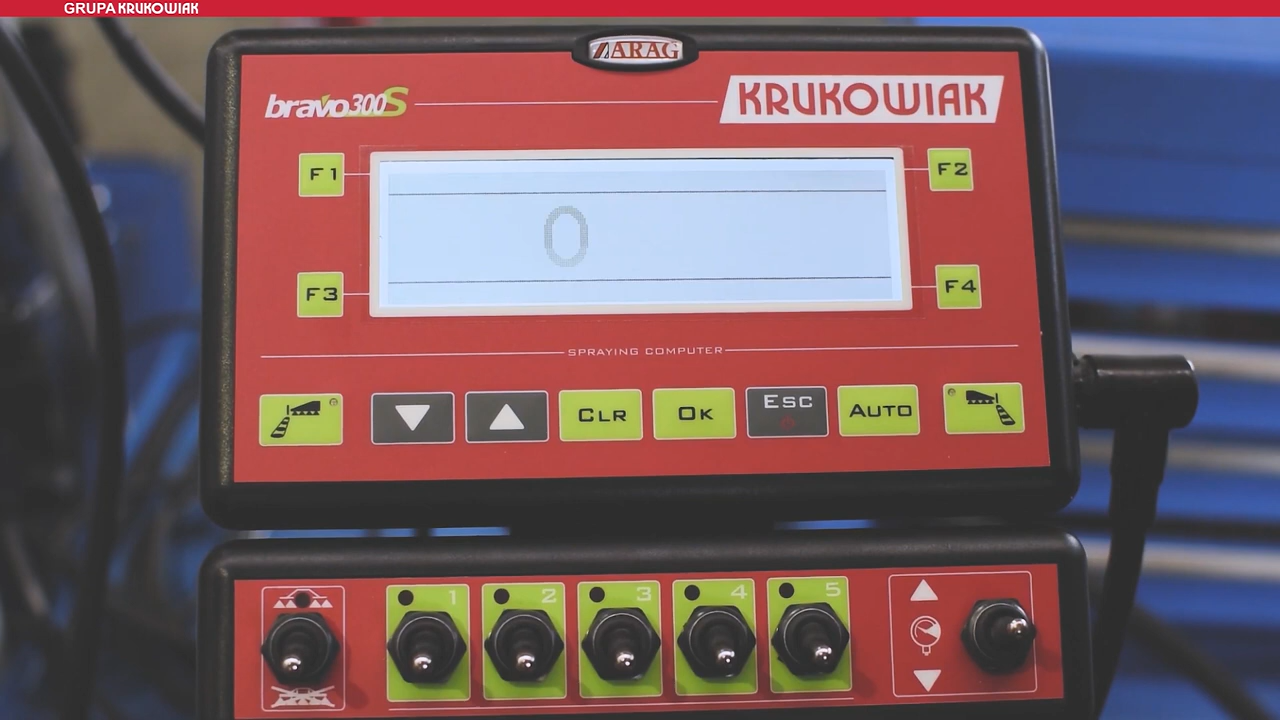 GRUPA KRUKOWIAK
ARAG
bravo300S
KRUKOWIAK
F1
F2
0
F3
F4
SPRAYING COMPUTER
CLR
OK
ESC
AUTO
1
2
3
4
5